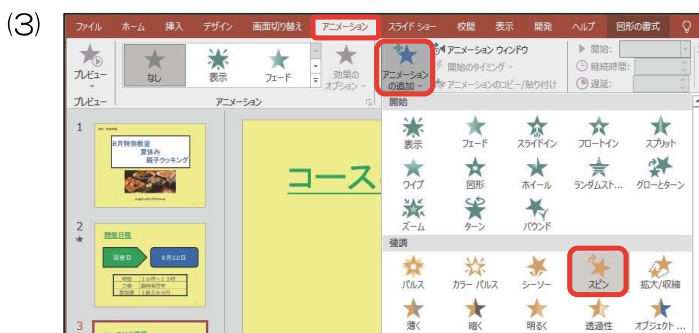 (3)
ファイル ホーム 挿入 デザイン 画面切り替え アニメーション スライド ショー 校閲 表示 開発 ヘルプ 図形の書式
プレビュー
なし 表示 フェード
効果のオプション
アニメーションの追加
アニメーション ウィンドウ
開始のタイミング
アニメーションのコピー/貼り付け
開始:
継続時間:
遅延:
プレビュー アニメーション
開始
表示 フェード スライドイン フロートイン スプリット
ワイプ 図形 ホイール ランダムスト... グローとターン
ズーム ターン バウンド
強調
パルス カラー パルス シーソー スピン 拡大/収縮
薄く 暗く 明るく 透過性 オブジェクト ...
1
8月特別教室
夏休み
親子クッキング
2
開催日程
開催日 8月22日
3
コース